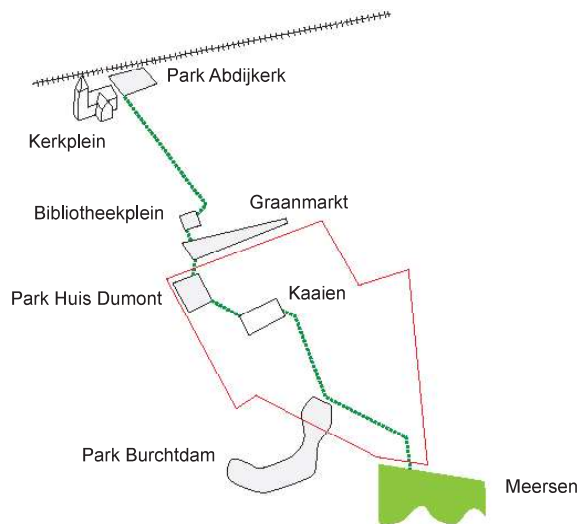 Park Abdijkerk
Kerkplein
Graanmarkt
Bibliotheekplein
Kaaien
Park Huis Dumont
Park Burchtdam
Meersen